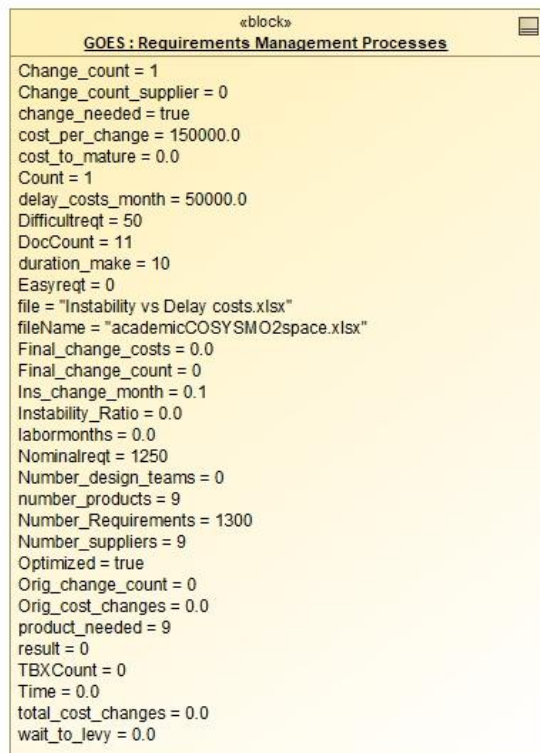 «block»
GOES : Requirements Management Processes
Change_count = 1
Change_count_supplier = 0
change_needed = true
cost_per_change = 150000.0
cost_to_mature = 0.0
Count = 1
delay_costs_month = 50000.0
Difficultreqt = 50
DocCount = 11
duration_make = 10
Easyreqt = 0
file = "Instability vs Delay costs.xlsx"
fileName = "academicCOSYSMO2space.xlsx"
Final_change_costs = 0.0
Final_change_count = 0
Ins_change_month = 0.1
Instability_Ratio = 0.0
labormonths = 0.0
Nominalreqt = 1250
Number_design_teams = 0
number_products = 9
Number_Requirements = 1300
Number_suppliers = 9
Optimized = true
Orig_change_count = 0
Orig_cost_changes = 0.0
product_needed = 9
result = 0
TBXCount = 0
Time = 0.0
total_cost_changes = 0.0
wait_to_levy = 0.0